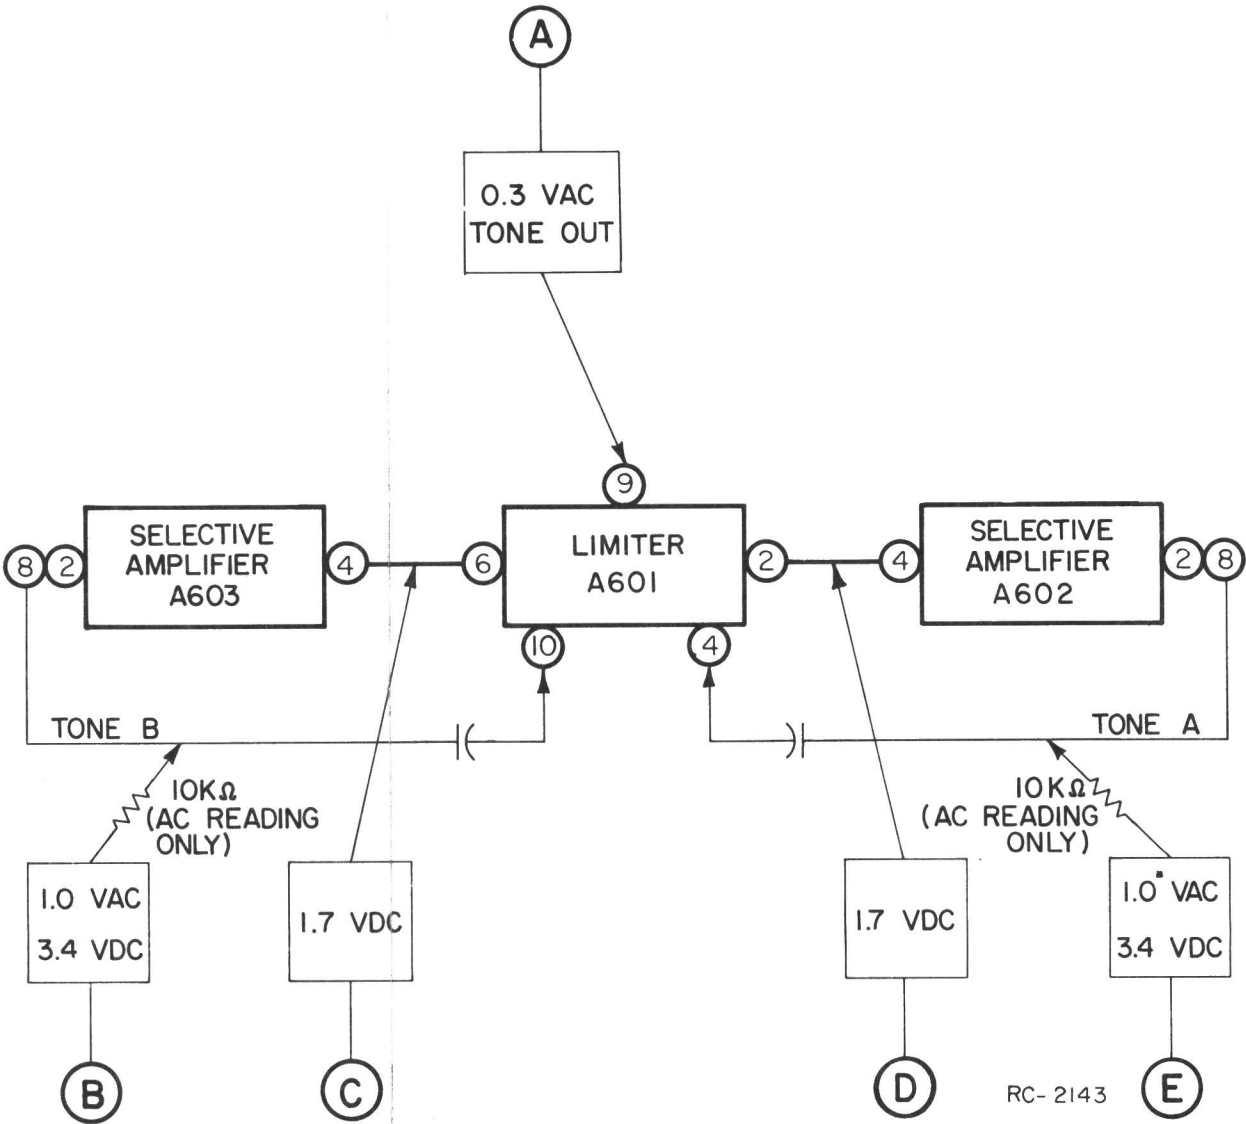 A
0.3 VAC
TONE OUT
9
8 2
SELECTIVE
AMPLIFIER
A603
4
6
LIMITER
A601
2
4
SELECTIVE
AMPLIFIER
A602
2 8
10
4
TONE B
TONE A
10KΩ
(AC READING
ONLY)
10KΩ
(AC READING
ONLY)
1.0 VAC
3.4 VDC
1.7 VDC
1.7 VDC
1.0* VAC
3.4 VDC
B
C
D
RC-2143
E